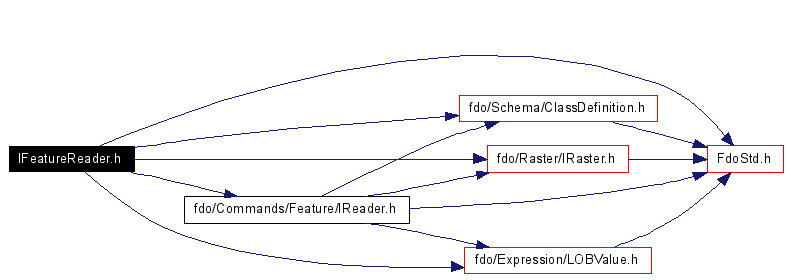 fdo/Schema/ClassDefinition.h
IFeatureReader.h
fdo/Raster/IRaster.h
FdoStd.h
fdo/Commands/Feature/IReader.h
fdo/Expression/LOBValue.h